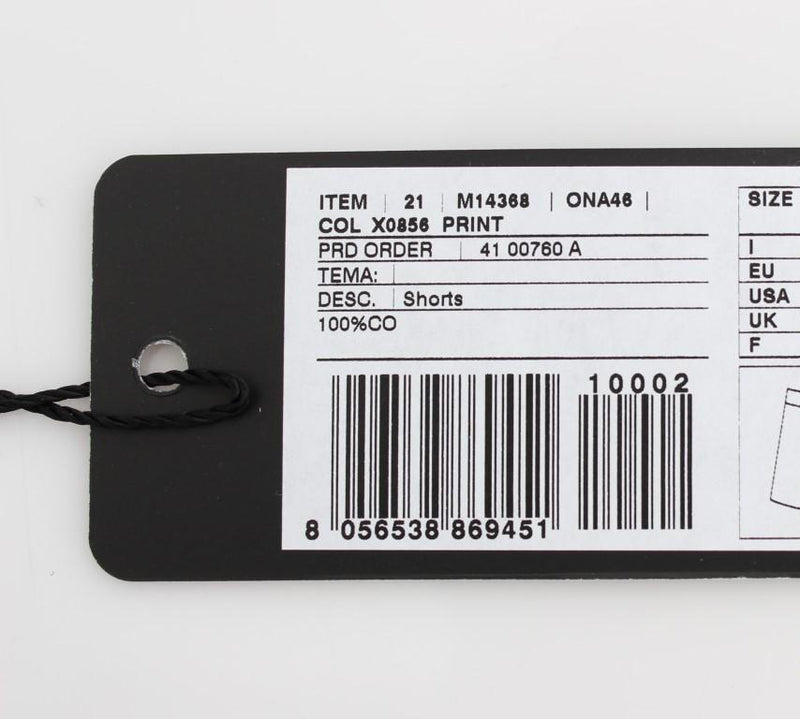 ITEM | 21 | M14368 | ONA46 |
COL X0856 PRINT
PRD ORDER | 41 00760 A
TEMA: |
DESC. | Shorts
100%CO
10002
8 056538 869451
SIZE
I
EU
USA
UK
F